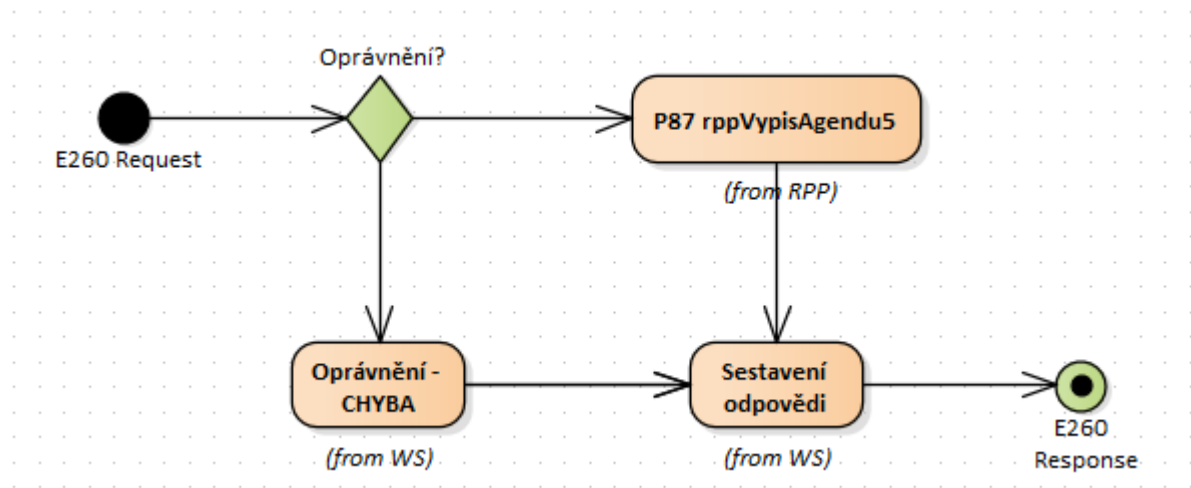 Oprávnění?
P87 rppVypisAgendu5
E260 Request
(from RPP)
Oprávnění -
CHYBA
(from WS)
Sestavení
odpovědi
(from WS)
E260
Response